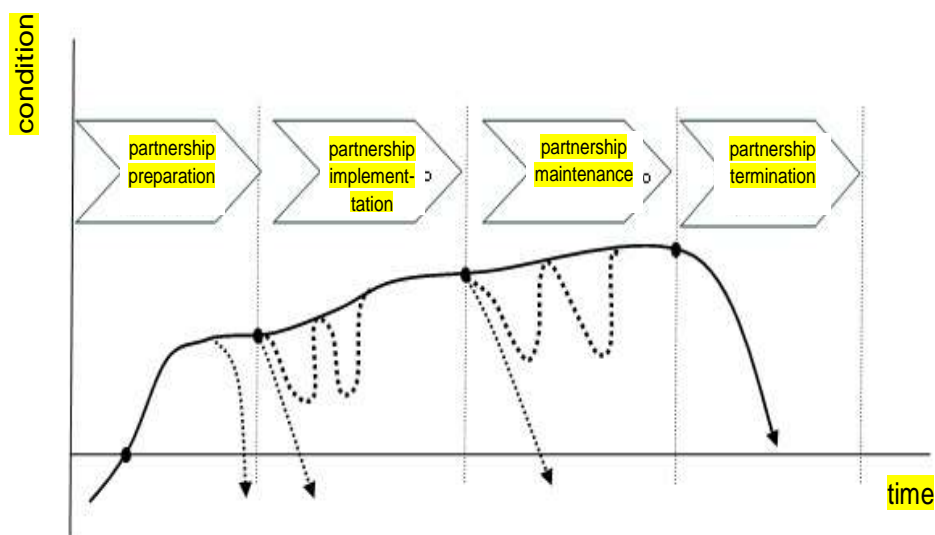 condition
partnership
preparation
partnership
implement-
tation
partnership
maintenance
partnership
termination
time